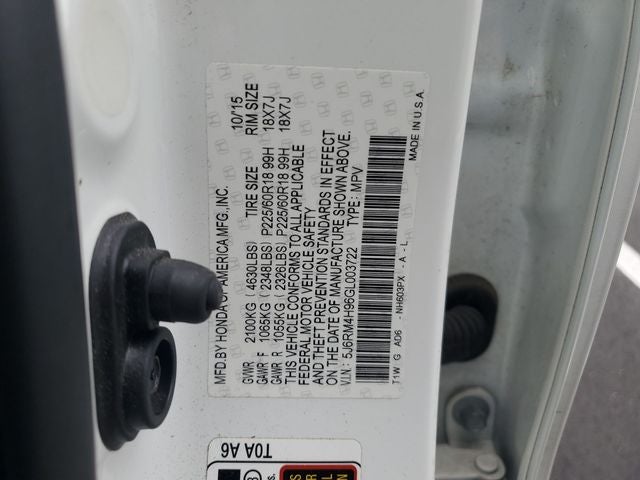 MFD. BY HONDA OF AMERICA MFG., INC. 10/15
GVWR 2100KG (4630LBS) TIRE SIZE RIM SIZE
GAWR F 1065KG (2348LBS) P225/60R18 99H 18X7J
GAWR R 1055KG (2326LBS) P225/60R18 99H 18X7J
THIS VEHICLE CONFORMS TO ALL APPLICABLE
FEDERAL MOTOR VEHICLE SAFETY
AND THEFT PREVENTION STANDARDS IN EFFECT
ON THE DATE OF MANUFACTURE SHOWN ABOVE.
V.I.N.: 5J6RM4H96GL003722 TYPE: MPV
T1W G AD6 - NH603PX - A - L MADE IN U.S.A.
T0A A6